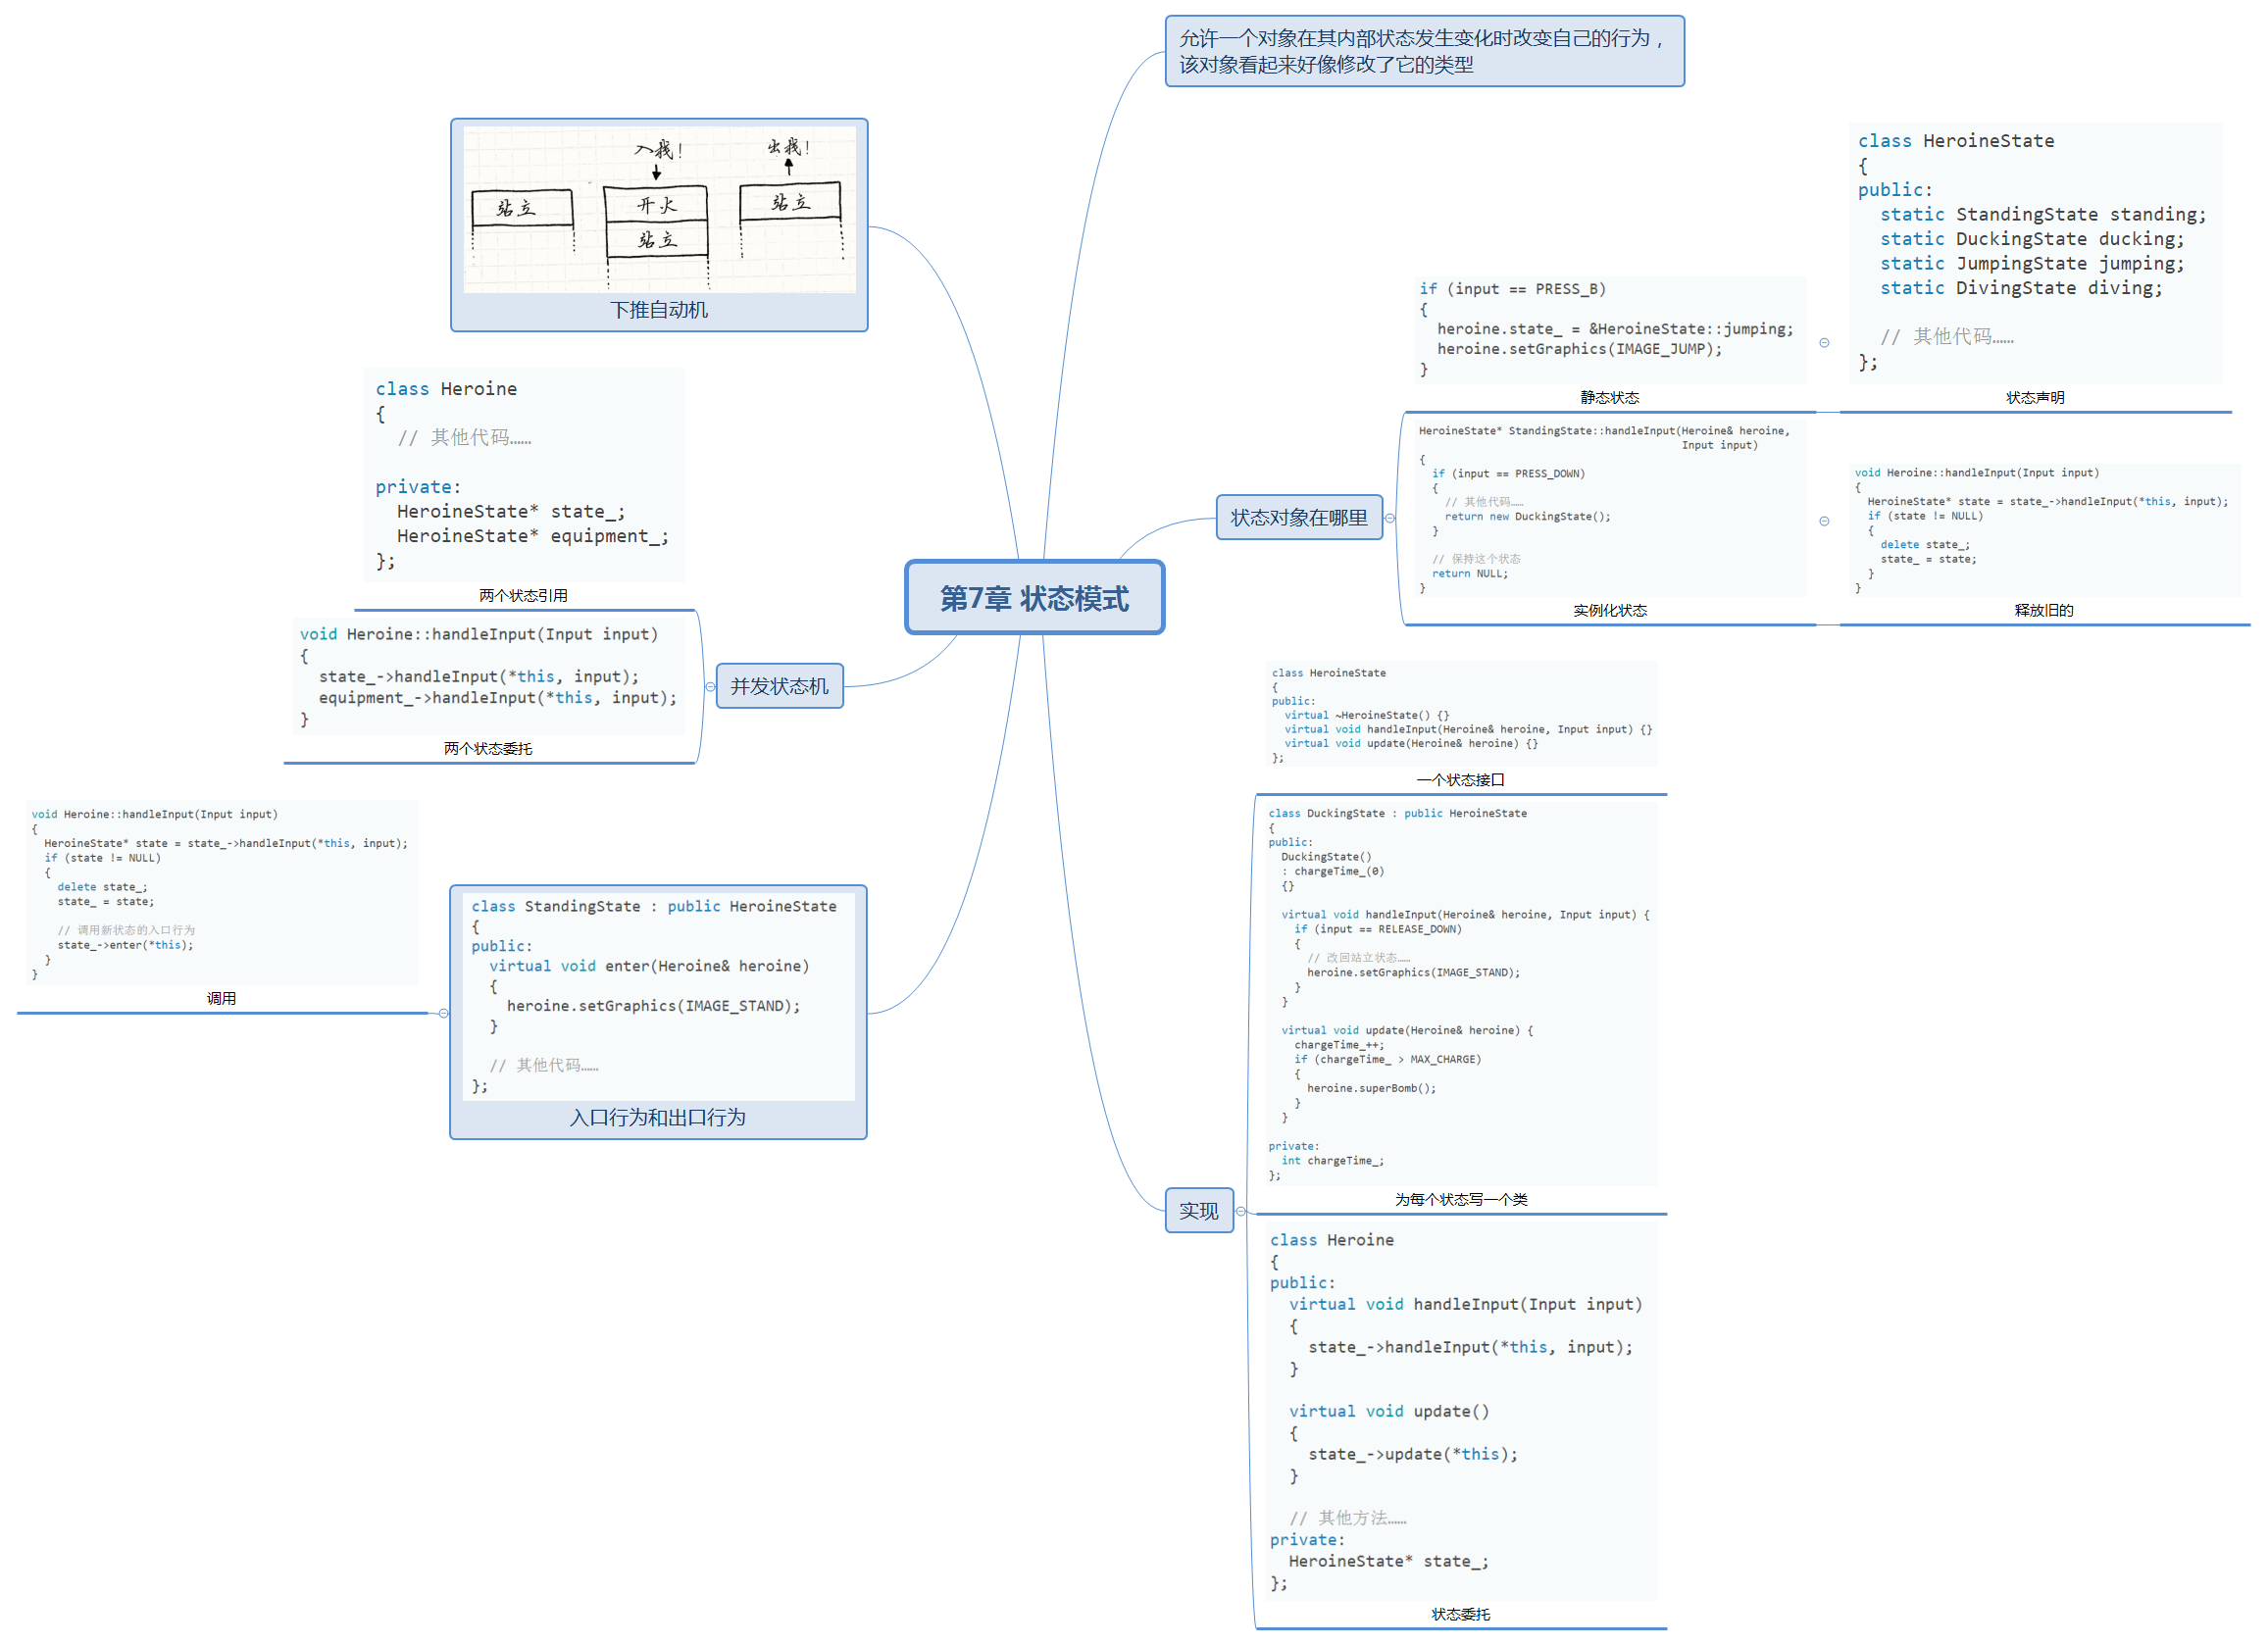 第7章 状态模式
允许一个对象在其内部状态发生变化时改变自己的行为，
该对象看起来好像修改了它的类型
状态对象在哪里
if (input == PRESS_B)
{
  heroine.state_ = &HeroineState::jumping;
  heroine.setGraphics(IMAGE_JUMP);
}
静态状态
class HeroineState
{
public:
  static StandingState standing;
  static DuckingState ducking;
  static JumpingState jumping;
  static DivingState diving;
  // 其他代码……
};
状态声明
HeroineState* StandingState::handleInput(Heroine& heroine,
                                         Input input)
{
  if (input == PRESS_DOWN)
  {
    // 其他代码……
    return new DuckingState();
  }
  // 保持这个状态
  return NULL;
}
实例化状态
void Heroine::handleInput(Input input)
{
  HeroineState* state = state_->handleInput(*this, input);
  if (state != NULL)
  {
    delete state_;
    state_ = state;
  }
}
释放旧的
实现
class HeroineState
{
public:
  virtual ~HeroineState() {}
  virtual void handleInput(Heroine& heroine, Input input) {}
  virtual void update(Heroine& heroine) {}
};
一个状态接口
class DuckingState : public HeroineState
{
public:
  DuckingState()
  : chargeTime_(0)
  {}
  virtual void handleInput(Heroine& heroine, Input input) {
    if (input == RELEASE_DOWN)
    {
      // 改回站立状态……
      heroine.setGraphics(IMAGE_STAND);
    }
  }
  virtual void update(Heroine& heroine) {
    chargeTime_++;
    if (chargeTime_ > MAX_CHARGE)
    {
      heroine.superBomb();
    }
  }
private:
  int chargeTime_;
};
为每个状态写一个类
class Heroine
{
public:
  virtual void handleInput(Input input)
  {
    state_->handleInput(*this, input);
  }
  virtual void update()
  {
    state_->update(*this);
  }
  // 其他方法……
private:
  HeroineState* state_;
};
状态委托
入栈!
出栈!
站立
开火
站立
站立
下推自动机
并发状态机
class Heroine
{
  // 其他代码……
private:
  HeroineState* state_;
  HeroineState* equipment_;
};
两个状态引用
void Heroine::handleInput(Input input)
{
  state_->handleInput(*this, input);
  equipment_->handleInput(*this, input);
}
两个状态委托
class StandingState : public HeroineState
{
public:
  virtual void enter(Heroine& heroine)
  {
    heroine.setGraphics(IMAGE_STAND);
  }
  // 其他代码……
};
入口行为和出口行为
void Heroine::handleInput(Input input)
{
  HeroineState* state = state_->handleInput(*this, input);
  if (state != NULL)
  {
    delete state_;
    state_ = state;
    // 调用新状态的入口行为
    state_->enter(*this);
  }
}
调用